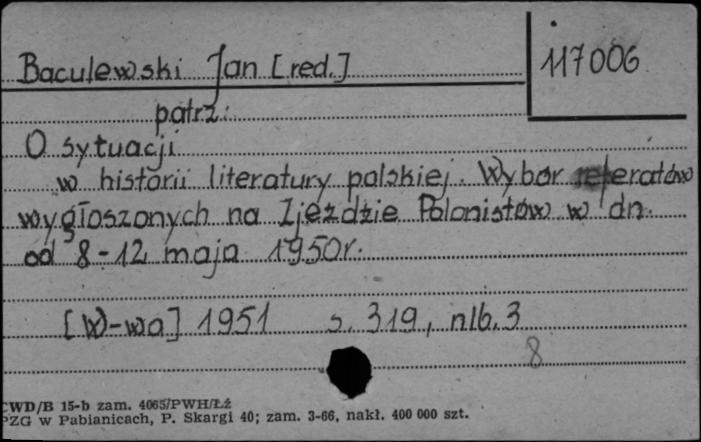 Baculewski Jan [red.]
117006
patrz:
O sytuacji
w historii literatury polskiej. Wybór referatów
wygłoszonych na Zjeździe Polonistów w dn.
od 8-12 maja 1950r.
[W-wa] 1951 s. 319, nlb. 3
8
CWD/B 15-b zam. 4065/PWH/Łź
PZG w Pabianicach, P. Skargi 40; zam. 3-66, nakł. 400 000 szt.